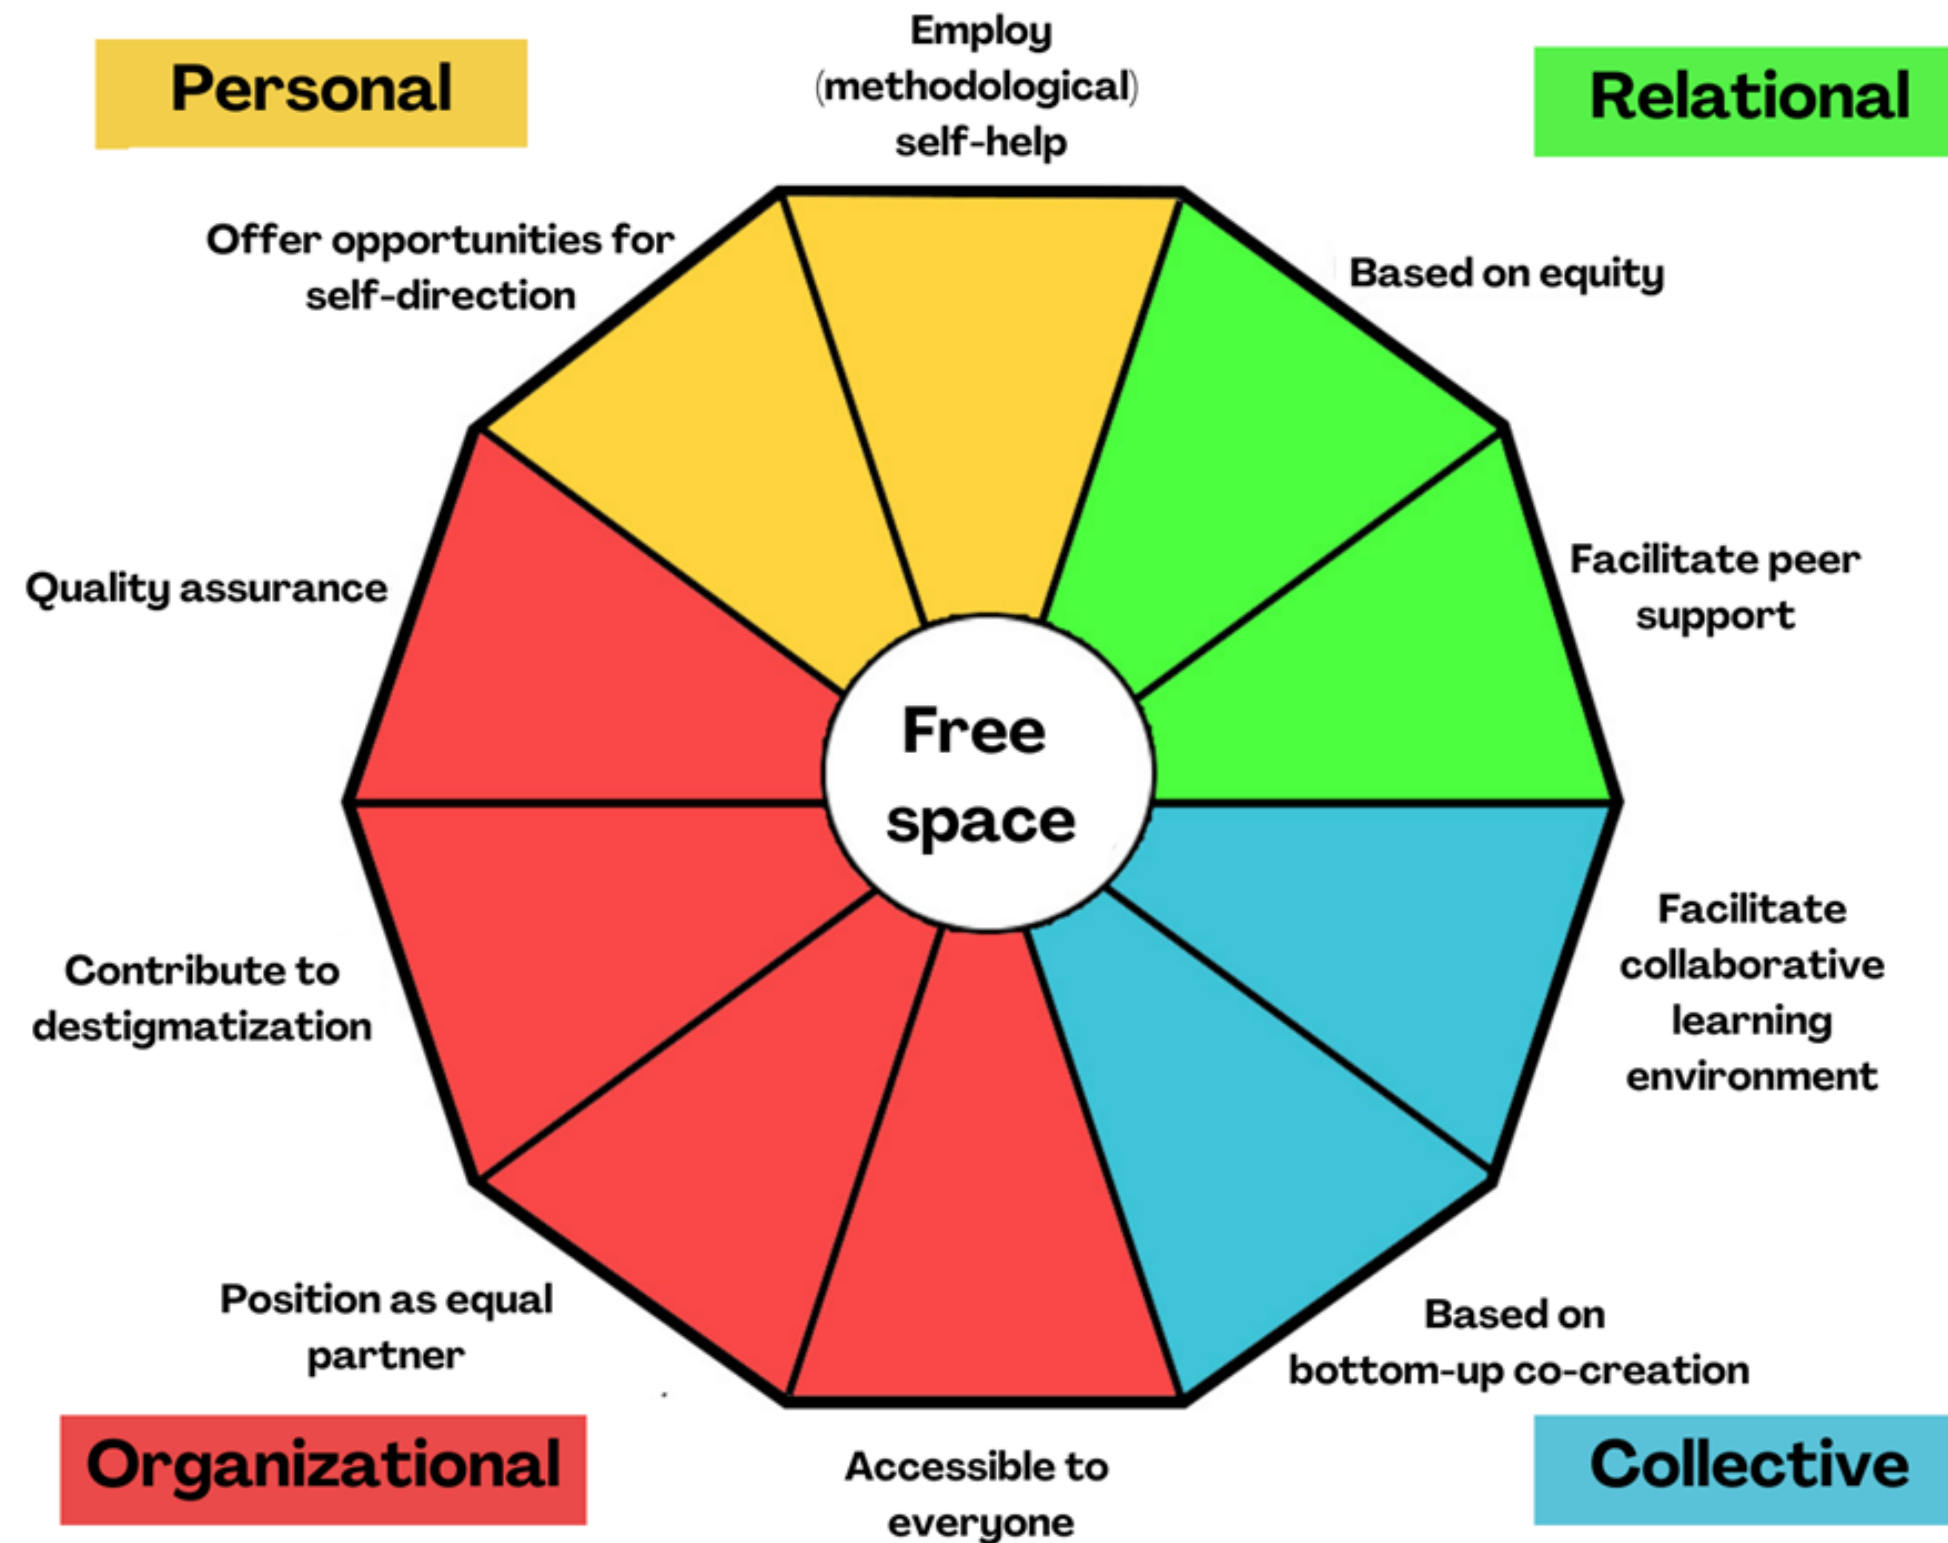 Personal
Employ
(methodological)
self-help
Relational
Offer opportunities for
self-direction
Based on equity
Quality assurance
Facilitate peer
support
Free
space
Contribute to
destigmatization
Facilitate
collaborative
learning
environment
Position as equal
partner
Based on
bottom-up co-creation
Organizational
Accessible to
everyone
Collective